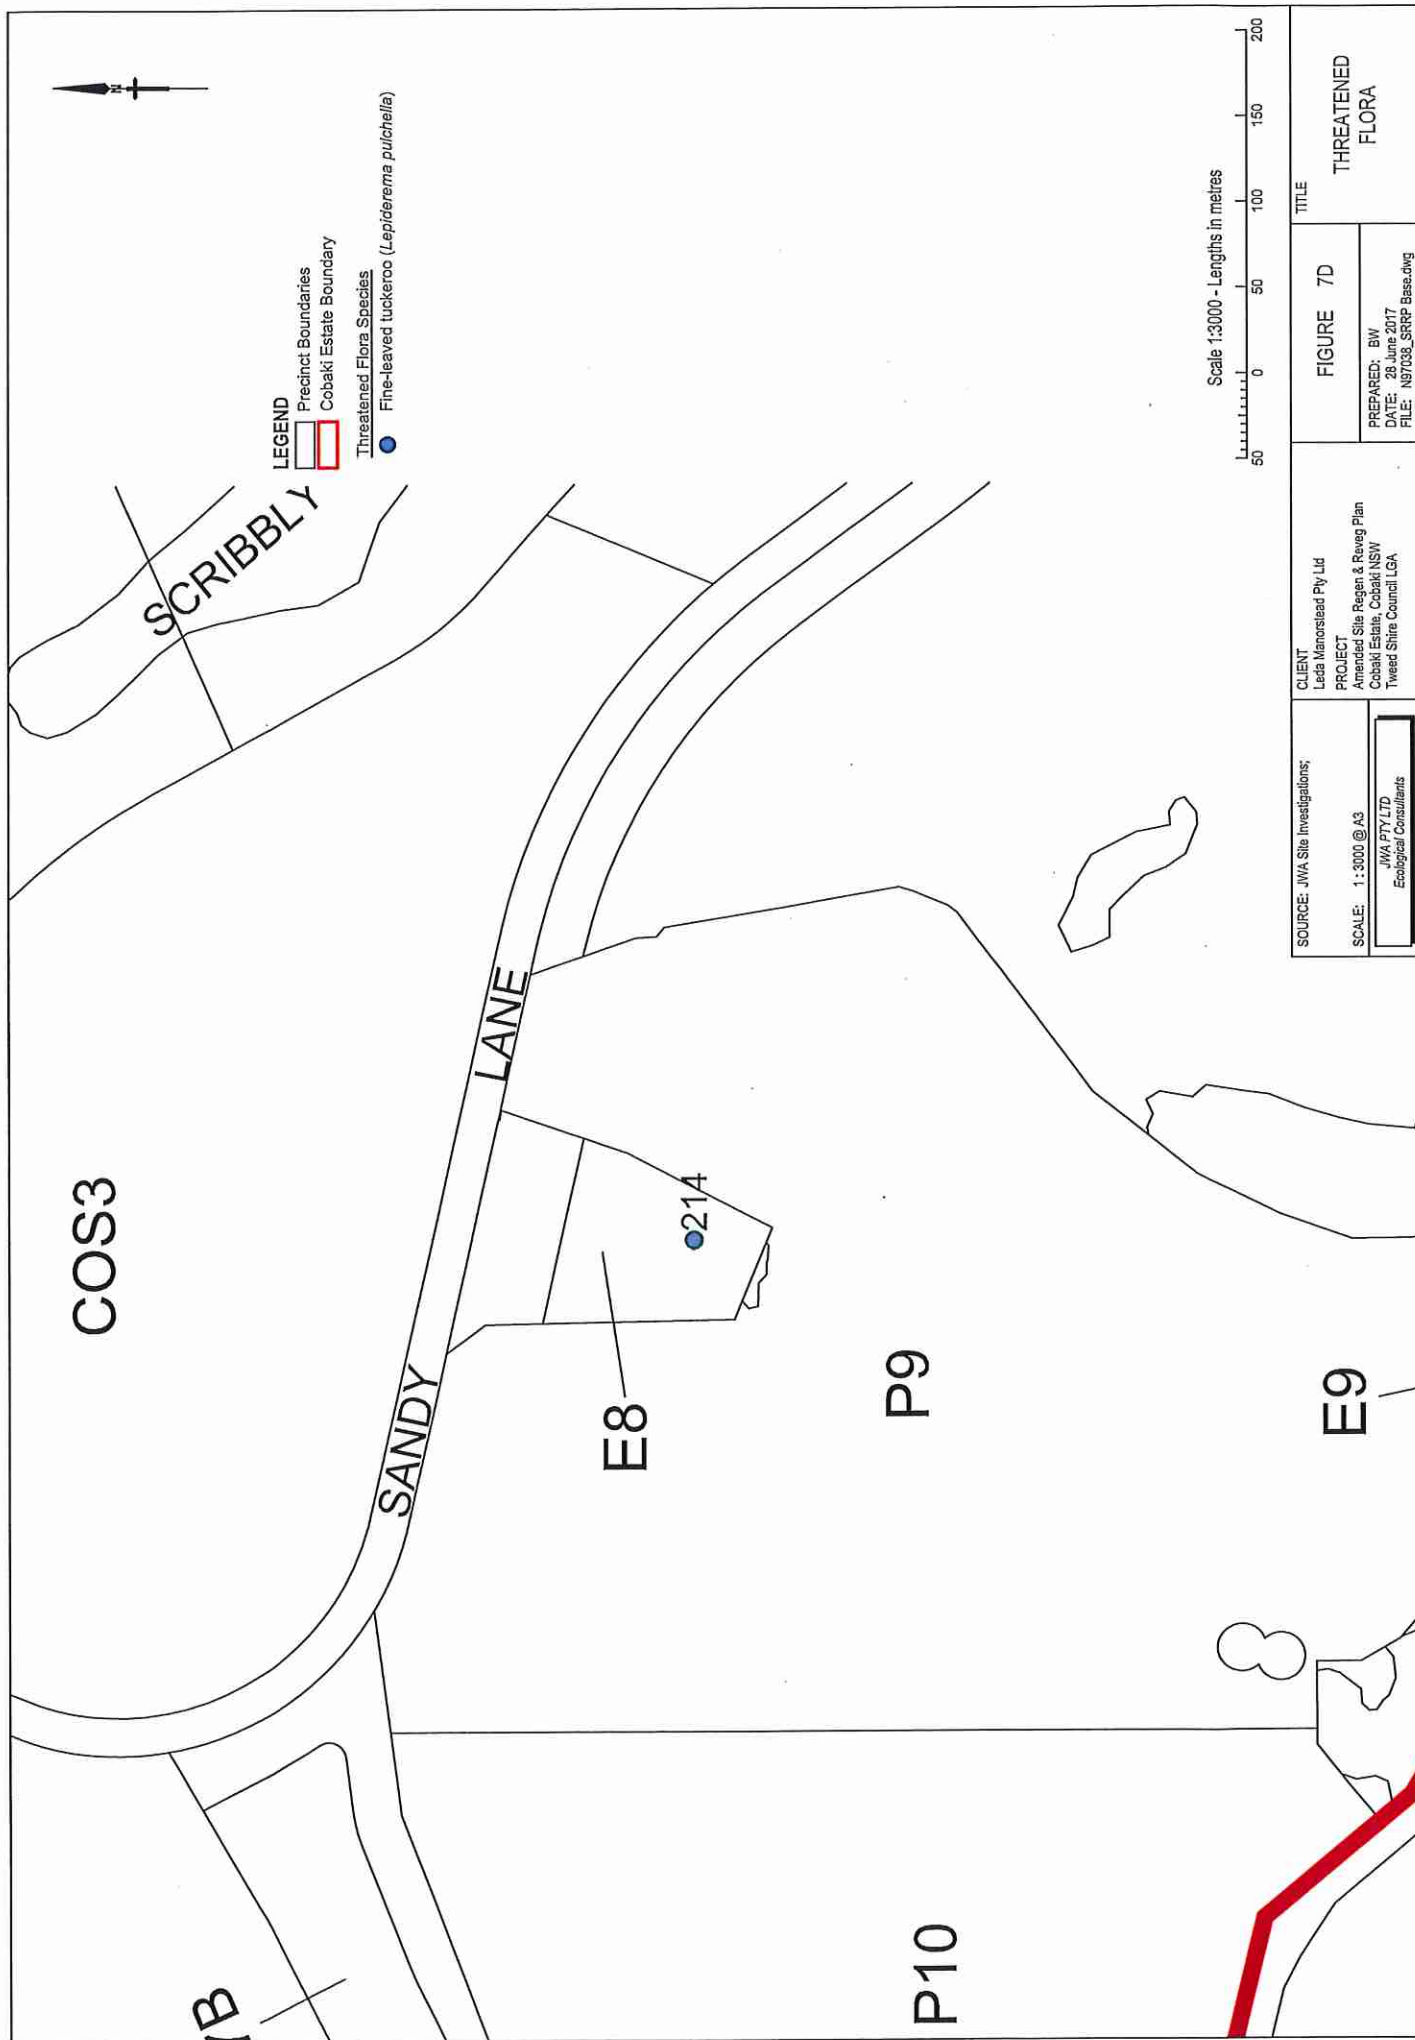 N
LEGEND
Precinct Boundaries
Cobaki Estate Boundary
Threatened Flora Species
Fine-leaved tuckeroo (Lepiderema pulchella)
SCRIBBLY
COS3
LANE
SANDY
214
E8
P9
E9
P10
B
Scale 1:3000 - Lengths in metres
50 0 50 100 150 200
SOURCE: JWA Site Investigations;
SCALE: 1 : 3000 @ A3
JWA PTY LTD
Ecological Consultants
CLIENT
Leda Manorstead Pty Ltd
PROJECT
Amended Site Regen & Reveg Plan
Cobaki Estate, Cobaki NSW
Tweed Shire Council LGA
FIGURE 7D
PREPARED: BW
DATE: 28 June 2017
FILE: N97038_SRRP Base.dwg
TITLE
THREATENED
FLORA